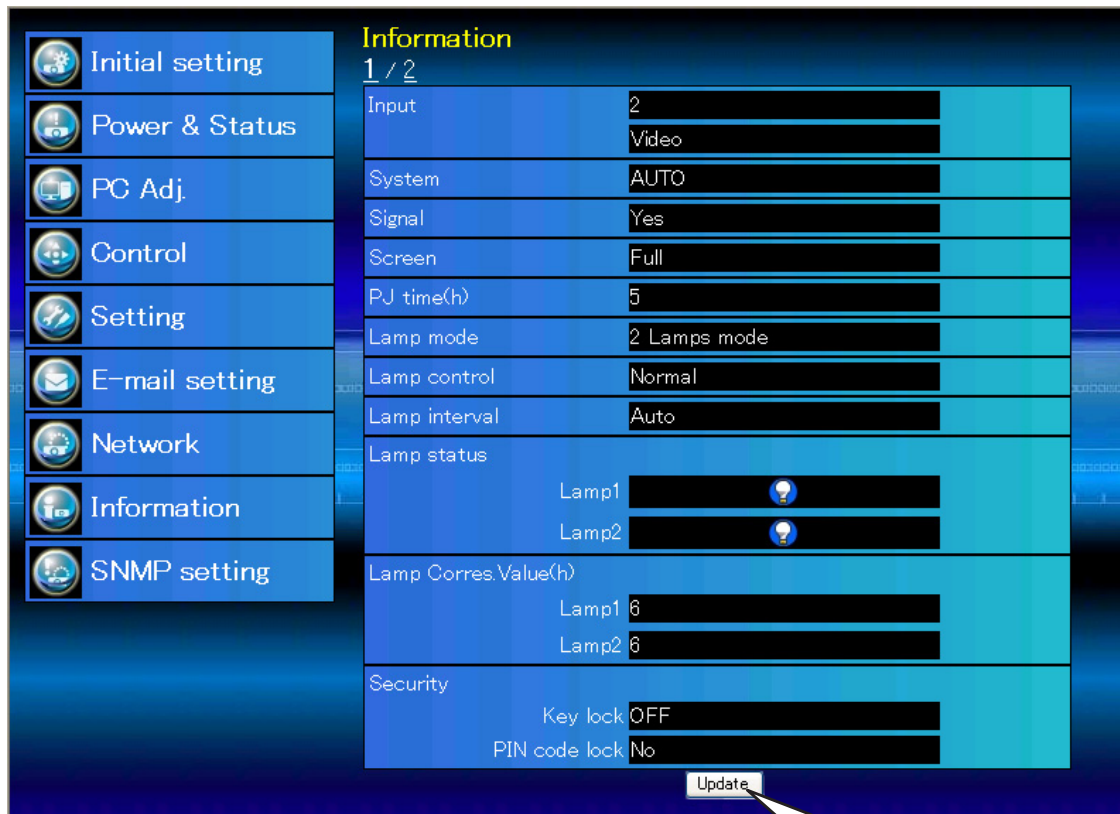 Initial setting
Power & Status
PC Adj.
Control
Setting
E-mail setting
Network
Information
SNMP setting
Information
1 / 2
Input 2
Video
System AUTO
Signal Yes
Screen Full
PJ time(h) 5
Lamp mode 2 Lamps mode
Lamp control Normal
Lamp interval Auto
Lamp status
Lamp1
Lamp2
Lamp Corres.Value(h)
Lamp1 6
Lamp2 6
Security
Key lock OFF
PIN code lock No
Update